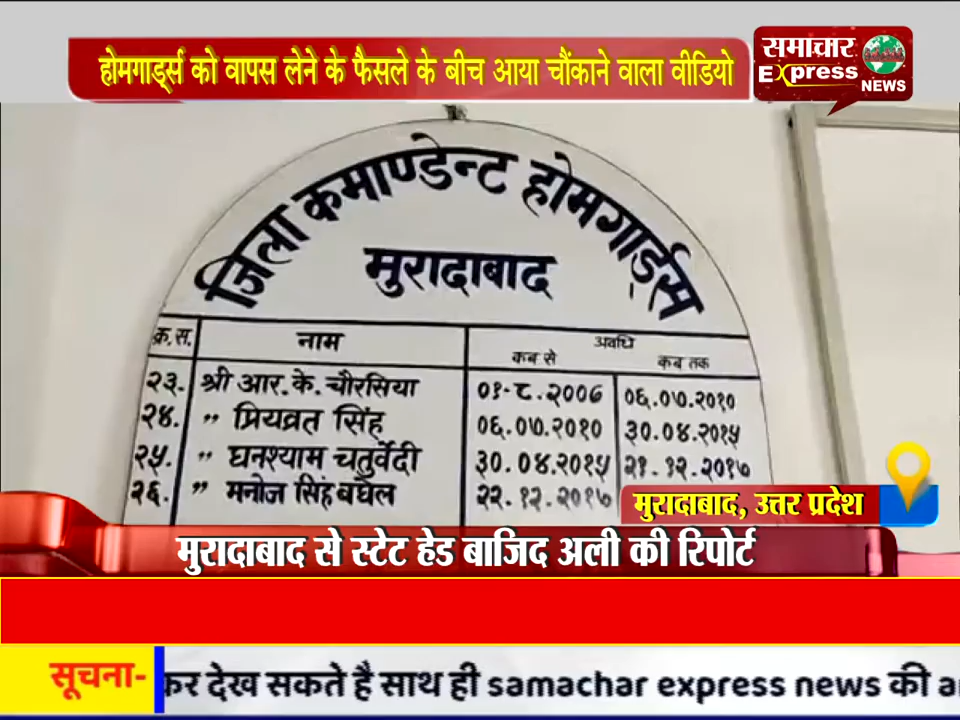 होमगार्ड्स को वापस लेने के फैसले के बीच आया चौंकाने वाला वीडियो
समाचार
Express
NEWS
जिला कमाण्डेन्ट होमगार्ड्स
मुरादाबाद
क्र.स. नाम अवधि
कब से कब तक
२३. श्री आर.के. चौरसिया ०१-८.२००६ ०६.०७.२०१०
२४. ,, प्रियव्रत सिंह ०६.०७.२०१० ३०.०४.२०१५
२५. ,, घनश्याम चतुर्वेदी ३०.०४.२०१५ २१.१२.२०१७
२६. ,, मनोज सिंह बघेल २२.१२.२०१७
मुरादाबाद, उत्तर प्रदेश
मुरादाबाद से स्टेट हेड बाजिद अली की रिपोर्ट
सूचना- कर देख सकते है साथ ही samachar express news की